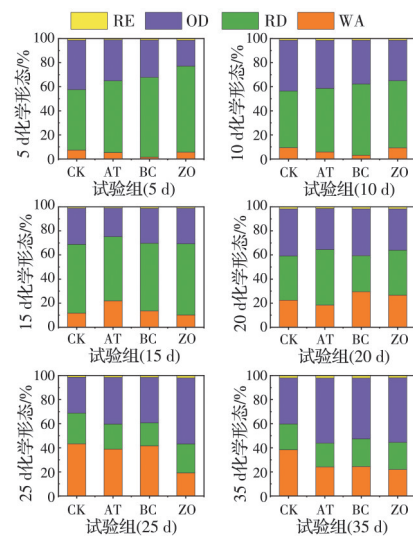 RE OD RD WA
5 d化学形态/%
100
80
60
40
20
0
CK AT BC ZO
试验组(5 d)
10 d化学形态/%
100
80
60
40
20
0
CK AT BC ZO
试验组(10 d)
15 d化学形态/%
100
80
60
40
20
0
CK AT BC ZO
试验组(15 d)
20 d化学形态/%
100
80
60
40
20
0
CK AT BC ZO
试验组(20 d)
25 d化学形态/%
100
80
60
40
20
0
CK AT BC ZO
试验组(25 d)
35 d化学形态/%
100
80
60
40
20
0
CK AT BC ZO
试验组(35 d)